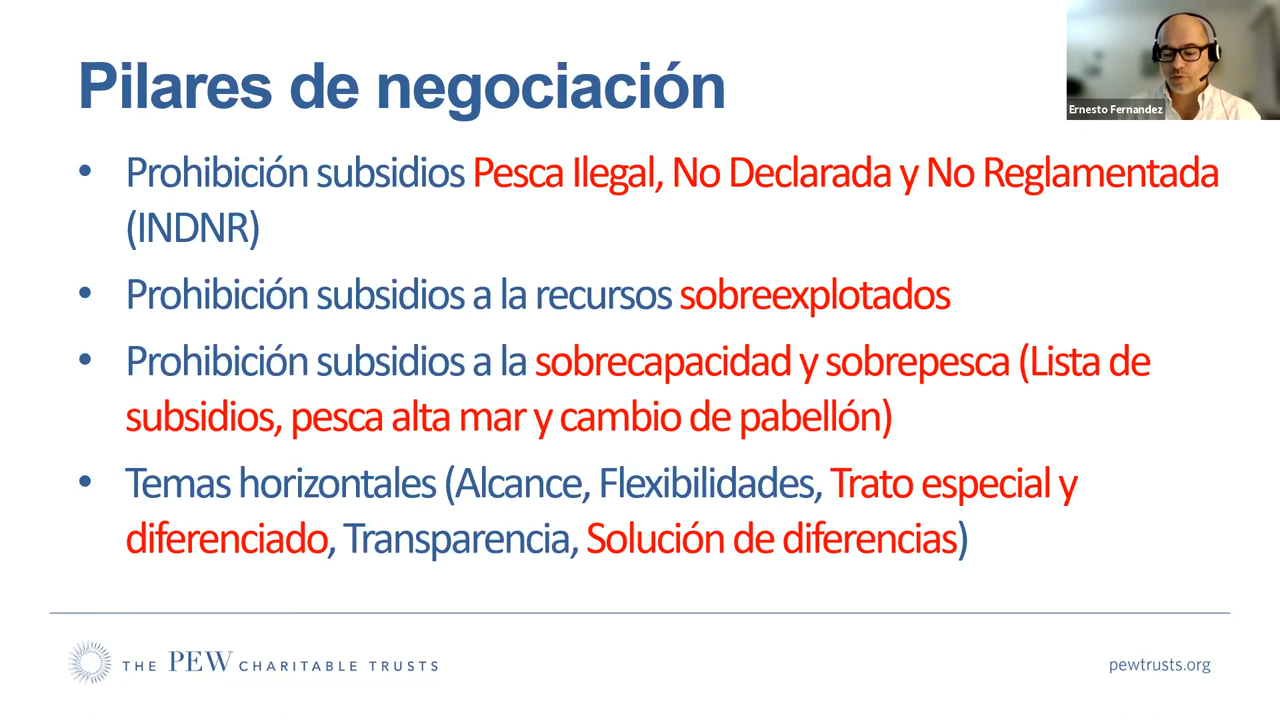 Pilares de negociación
Ernesto Fernandez
• Prohibición subsidios Pesca Ilegal, No Declarada y No Reglamentada
(INDNR)
• Prohibición subsidios a la recursos sobreexplotados
• Prohibición subsidios a la sobrecapacidad y sobrepesca (Lista de
subsidios, pesca alta mar y cambio de pabellón)
• Temas horizontales (Alcance, Flexibilidades, Trato especial y
diferenciado, Transparencia, Solución de diferencias)
THE PEW CHARITABLE TRUSTS
pewtrusts.org